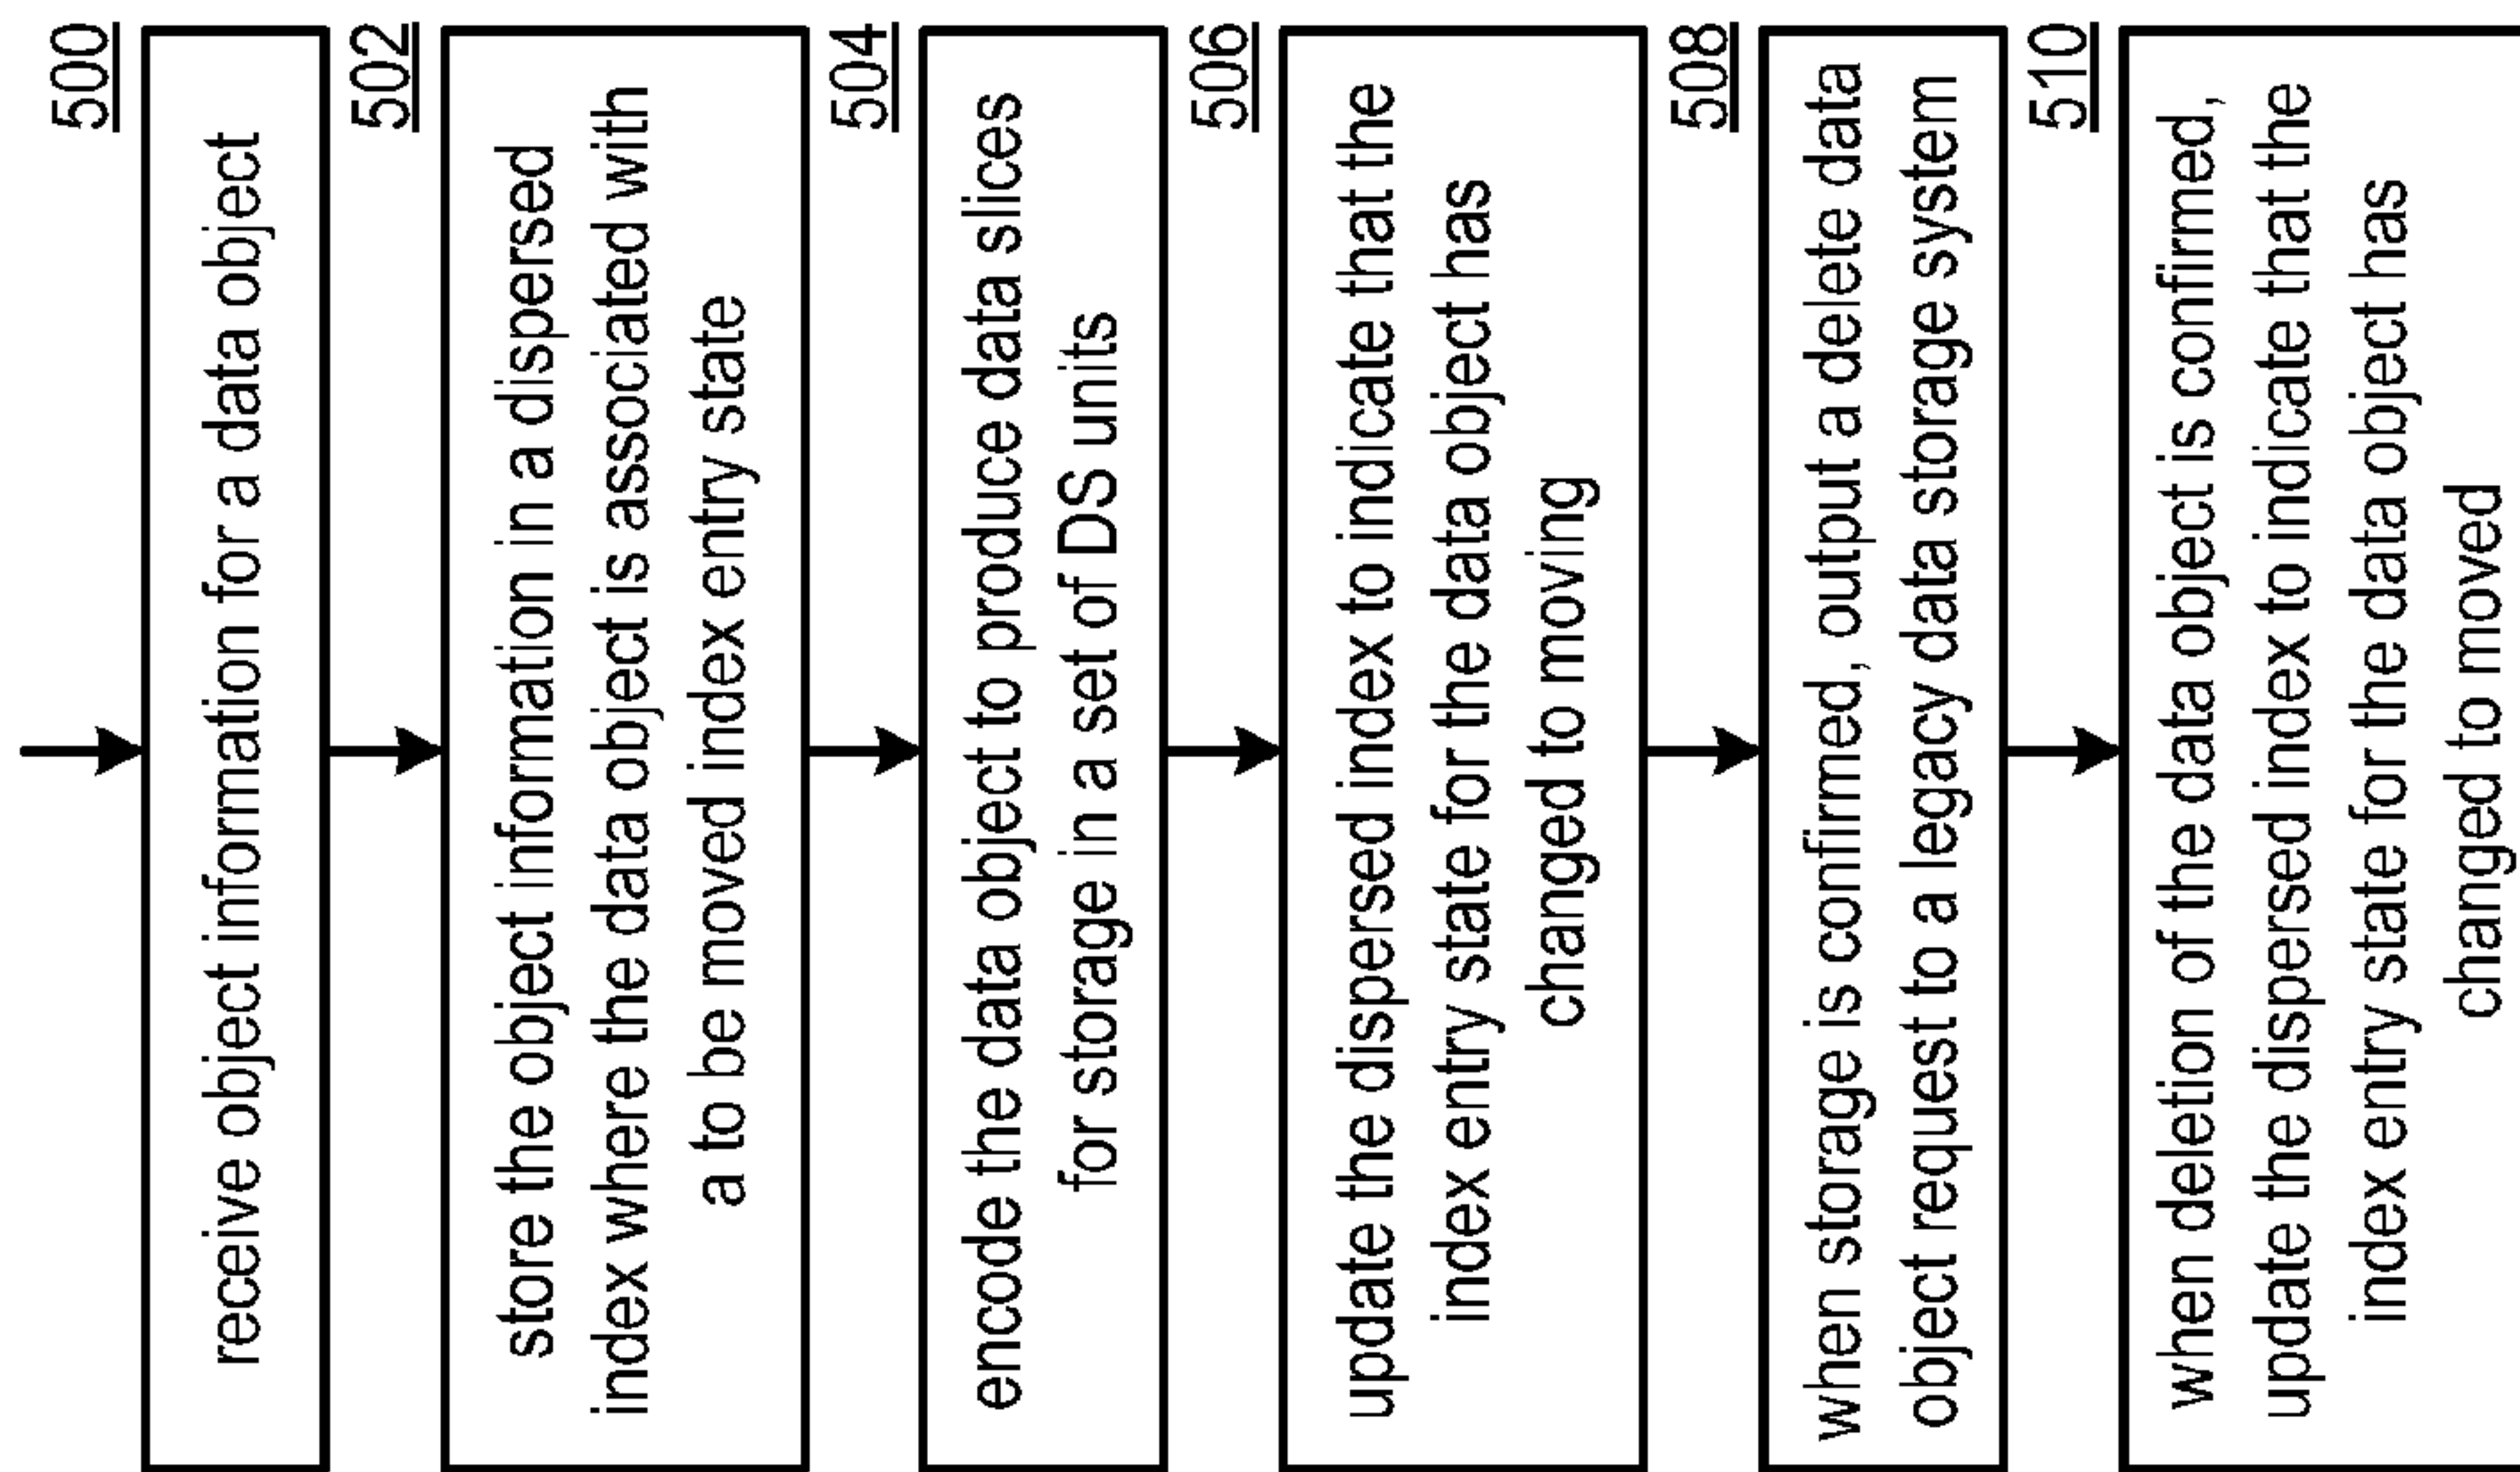 500
receive object information for a data object
502
store the object information in a dispersed
index where the data object is associated with
a to be moved index entry state
504
encode the data object to produce data slices
for storage in a set of DS units
506
update the dispersed index to indicate that the
index entry state for the data object has
changed to moving
508
when storage is confirmed, output a delete data
object request to a legacy data storage system
510
when deletion of the data object is confirmed,
update the dispersed index to indicate that the
index entry state for the data object has
changed to moved